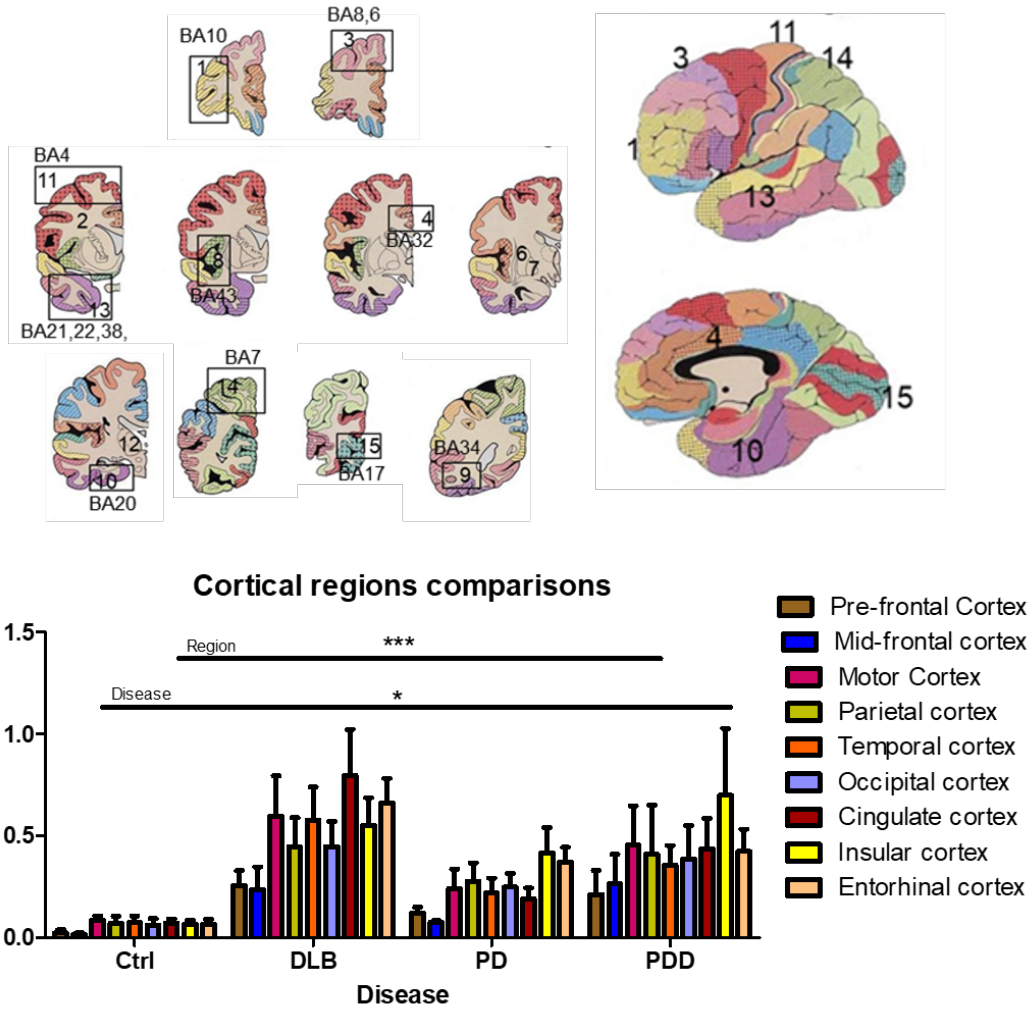 BA10
1
BA8,6
3
BA4
11
2
13
BA21,22,38,
8
BA43
4
BA32
6
7
12
10
BA20
BA7
14
15
BA17
BA34
9
3
11
14
1
13
4
15
10
Cortical regions comparisons
1.5
1.0
0.5
0.0
Region
***
Disease
*
Ctrl
DLB
PD
PDD
Disease
Pre-frontal Cortex
Mid-frontal cortex
Motor Cortex
Parietal cortex
Temporal cortex
Occipital cortex
Cingulate cortex
Insular cortex
Entorhinal cortex